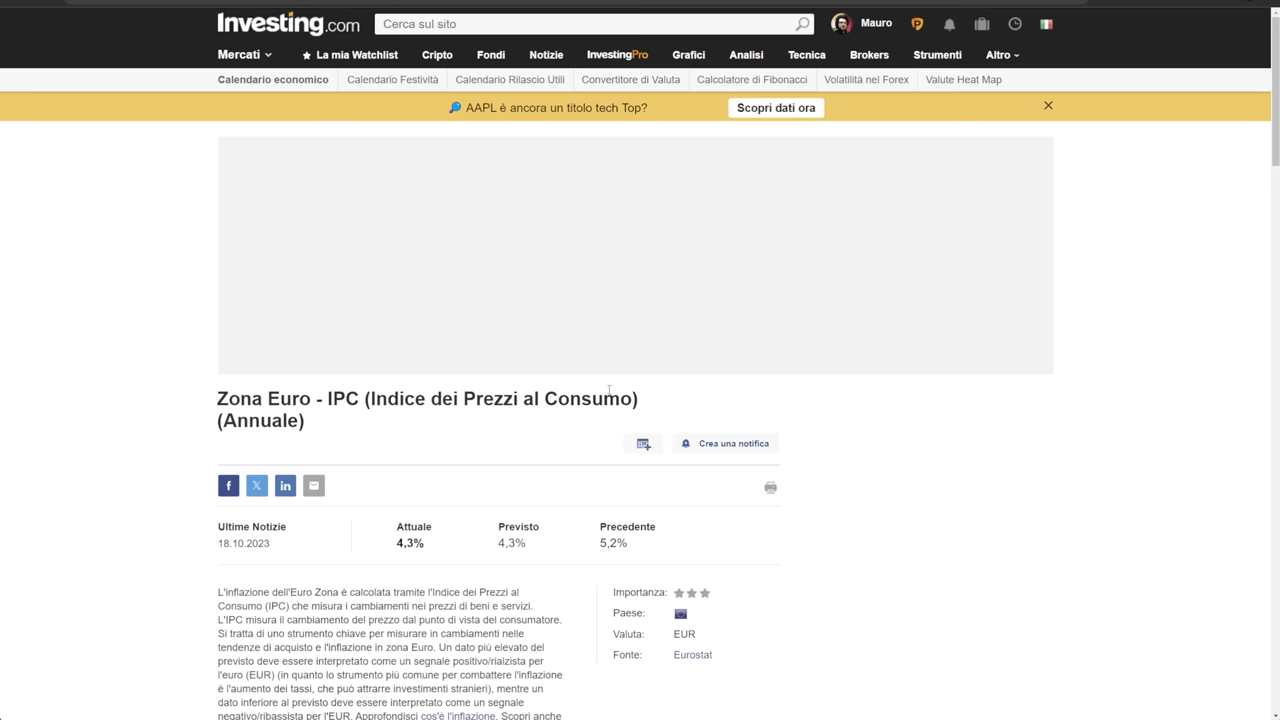 Investing.com
Cerca sul sito
Mauro
Mercati
La mia Watchlist
Cripto
Fondi
Notizie
InvestingPro
Grafici
Analisi
Tecnica
Brokers
Strumenti
Altro
Calendario economico
Calendario Festività
Calendario Rilascio Utili
Convertitore di Valuta
Calcolatore di Fibonacci
Volatilità nel Forex
Valute Heat Map
AAPL è ancora un titolo tech Top?
Scopri dati ora
Zona Euro - IPC (Indice dei Prezzi al Consumo)
(Annuale)
Crea una notifica
Ultime Notizie
18.10.2023
Attuale
4,3%
Previsto
4,3%
Precedente
5,2%
L'inflazione dell'Euro Zona è calcolata tramite l'Indice dei Prezzi al
Consumo (IPC) che misura i cambiamenti nei prezzi di beni e servizi.
L'IPC misura il cambiamento del prezzo dal punto di vista del consumatore.
Si tratta di uno strumento chiave per misurare in cambiamenti nelle
tendenze di acquisto e l'inflazione in zona Euro. Un dato più elevato del
previsto deve essere interpretato come un segnale positivo/rialzista per
l'euro (EUR) (in quanto lo strumento più comune per combattere l'inflazione
è l'aumento dei tassi, che può attrarre investimenti stranieri), mentre un
dato inferiore al previsto deve essere interpretato come un segnale
negativo/ribassista per l'EUR. Approfondisci cos'è l'inflazione. Scopri anche
Importanza:
Paese:
Valuta: EUR
Fonte: Eurostat